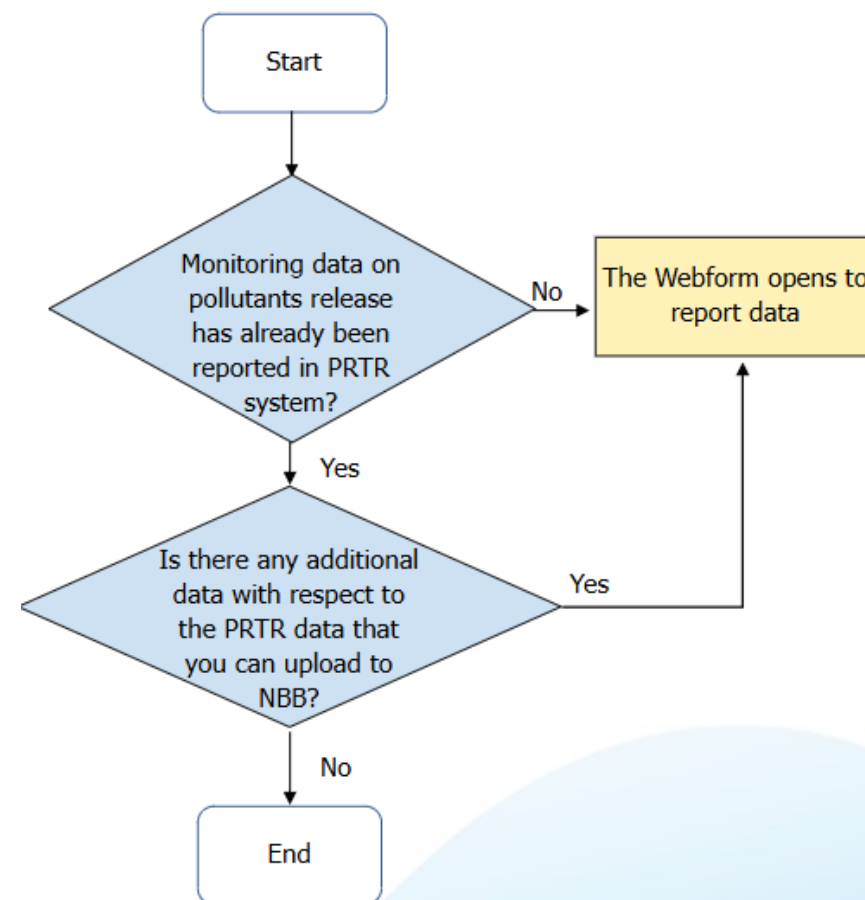 Start
Monitoring data on
pollutants release
has already been
reported in PRTR
system?
No
The Webform opens to
report data
Yes
Is there any additional
data with respect to
the PRTR data that
you can upload to
NBB?
Yes
No
End